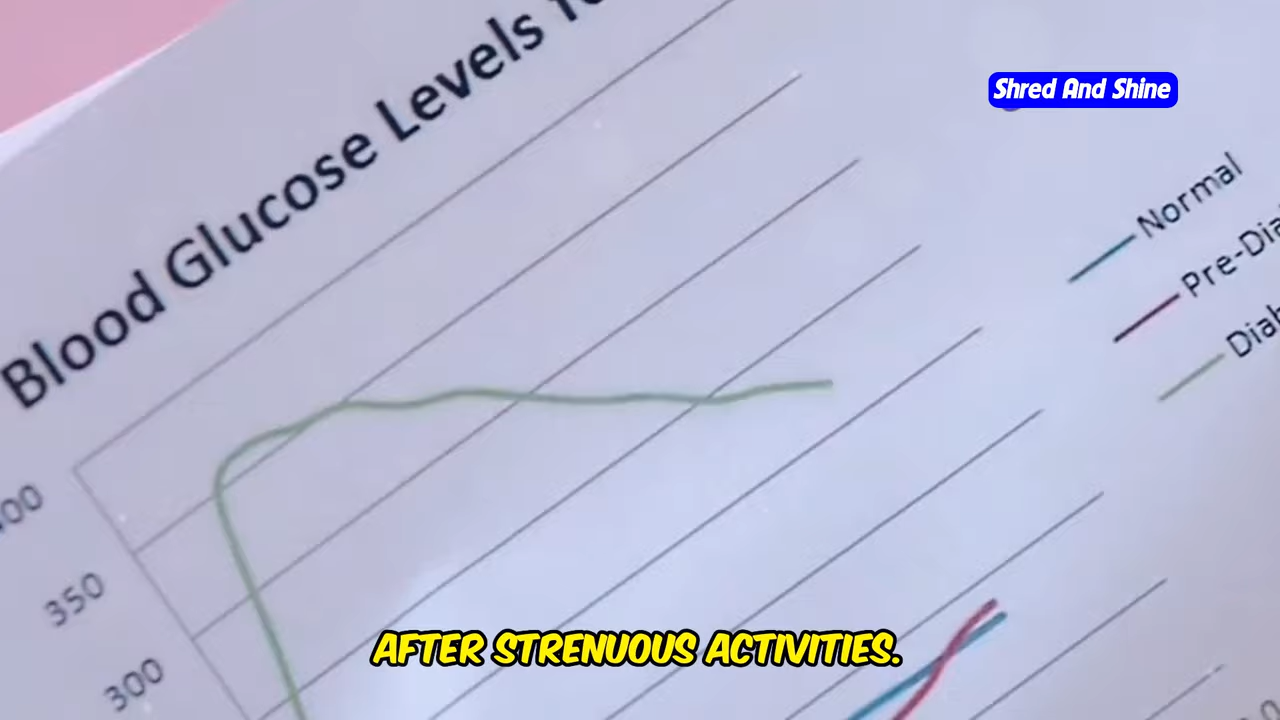 Blood Glucose Levels
Shred And Shine
Normal
350
300
AFTER STRENUOUS ACTIVITIES.